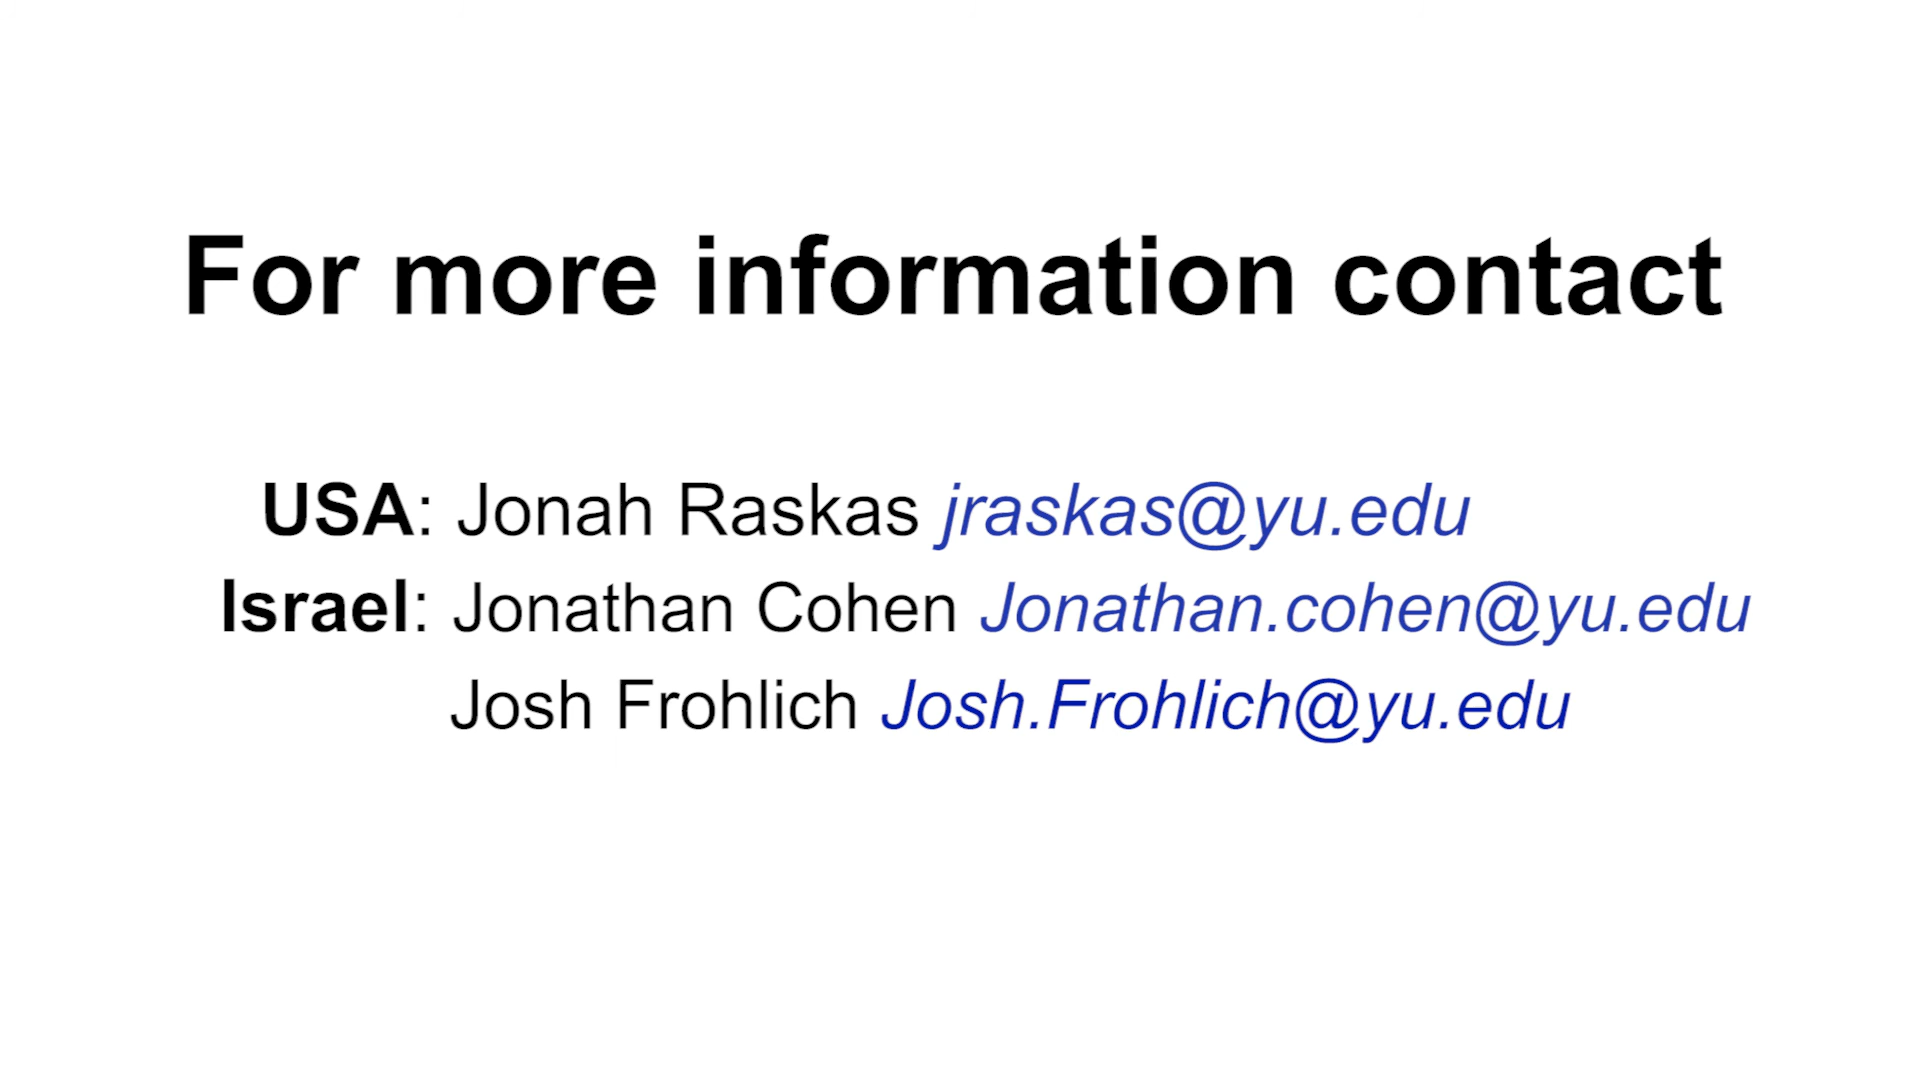 For more information contact
USA: Jonah Raskas jraskas@yu.edu
Israel: Jonathan Cohen Jonathan.cohen@yu.edu
Josh Frohlich Josh.Frohlich@yu.edu